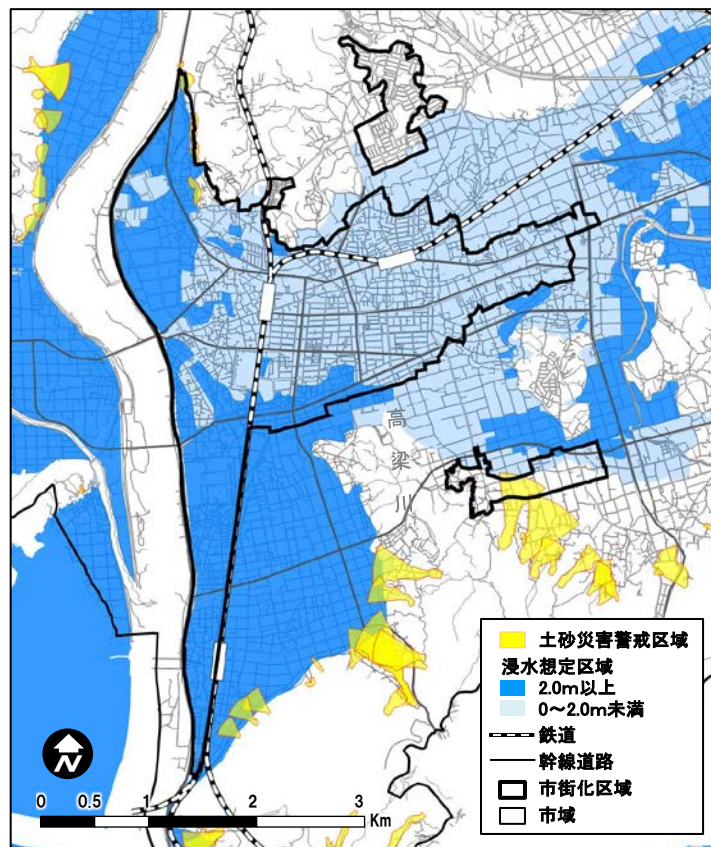 高
梁
川
土砂災害警戒区域
浸水想定区域
2.0m以上
0～2.0m未満
鉄道
幹線道路
市街化区域
市域
N
0 0.5 1 2 3
Km